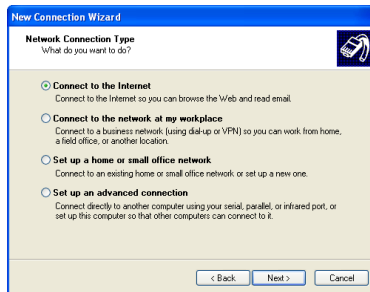 New Connection Wizard
Network Connection Type
What do you want to do?
Connect to the Internet
Connect to the Internet so you can browse the Web and read email.
Connect to the network at my workplace
Connect to a business network (using dial-up or VPN) so you can work from home,
a field office, or another location.
Set up a home or small office network
Connect to an existing home or small office network or set up a new one.
Set up an advanced connection
Connect directly to another computer using your serial, parallel, or infrared port, or
set up this computer so that other computers can connect to it.
< Back Next > Cancel